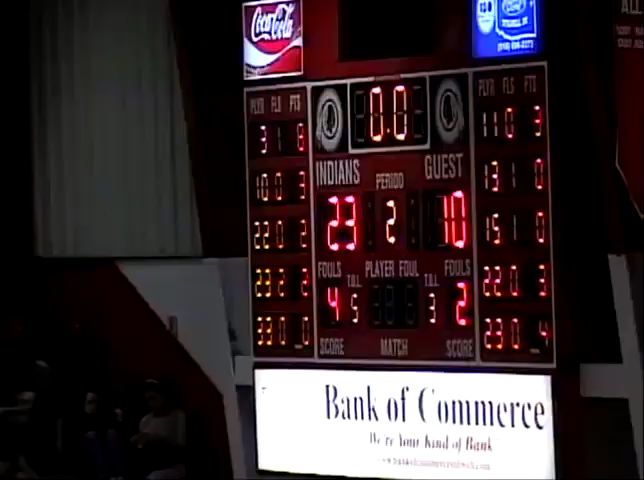 Coca-Cola
Ford
ALL
PLYR FLS PTS
0.0
PLYR FLS PTS
3 1 8
11 0 3
INDIANS
PERIOD
GUEST
10 0 3
13 1 0
23
2
10
22 0 2
15 1 0
FOULS
T.O.L.
PLAYER FOUL
T.O.L.
FOULS
23 2 2
22 0 3
4
5
3
2
33 0 0
23 0 4
SCORE
MATCH
SCORE
Bank of Commerce
We're Your Kind of Bank